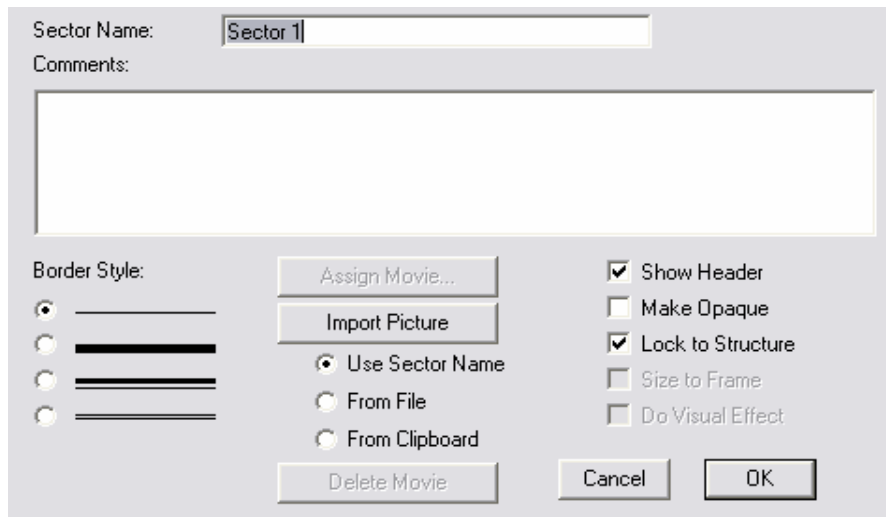 Sector Name:
Sector 1
Comments:
Border Style:
Assign Movie...
Import Picture
Use Sector Name
From File
From Clipboard
Delete Movie
Show Header
Make Opaque
Lock to Structure
Size to Frame
Do Visual Effect
Cancel
OK